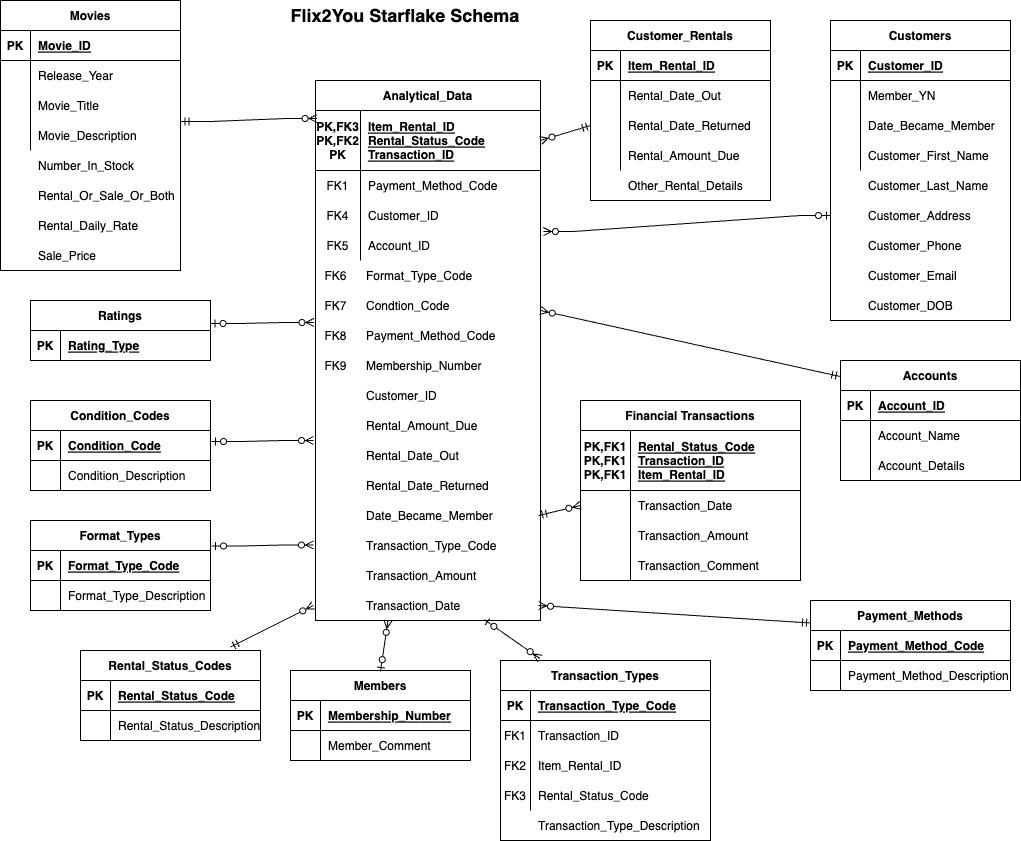 Flix2You Starflake Schema
Movies
PK Movie_ID
Release_Year
Movie_Title
Movie_Description
Number_In_Stock
Rental_Or_Sale_Or_Both
Rental_Daily_Rate
Sale_Price
Ratings
PK Rating_Type
Condition_Codes
PK Condition_Code
Condition_Description
Format_Types
PK Format_Type_Code
Format_Type_Description
Rental_Status_Codes
PK Rental_Status_Code
Rental_Status_Description
Analytical_Data
PK,FK3 Item_Rental_ID
PK,FK2 Rental_Status_Code
PK Transaction_ID
FK1 Payment_Method_Code
FK4 Customer_ID
FK5 Account_ID
FK6 Format_Type_Code
FK7 Condtion_Code
FK8 Payment_Method_Code
FK9 Membership_Number
Customer_ID
Rental_Amount_Due
Rental_Date_Out
Rental_Date_Returned
Date_Became_Member
Transaction_Type_Code
Transaction_Amount
Transaction_Date
Members
PK Membership_Number
Member_Comment
Customer_Rentals
PK Item_Rental_ID
Rental_Date_Out
Rental_Date_Returned
Rental_Amount_Due
Other_Rental_Details
Customers
PK Customer_ID
Member_YN
Date_Became_Member
Customer_First_Name
Customer_Last_Name
Customer_Address
Customer_Phone
Customer_Email
Customer_DOB
Accounts
PK Account_ID
Account_Name
Account_Details
Financial Transactions
PK,FK1 Rental_Status_Code
PK,FK1 Transaction_ID
PK,FK1 Item_Rental_ID
Transaction_Date
Transaction_Amount
Transaction_Comment
Payment_Methods
PK Payment_Method_Code
Payment_Method_Description
Transaction_Types
PK Transaction_Type_Code
FK1 Transaction_ID
FK2 Item_Rental_ID
FK3 Rental_Status_Code
Transaction_Type_Description